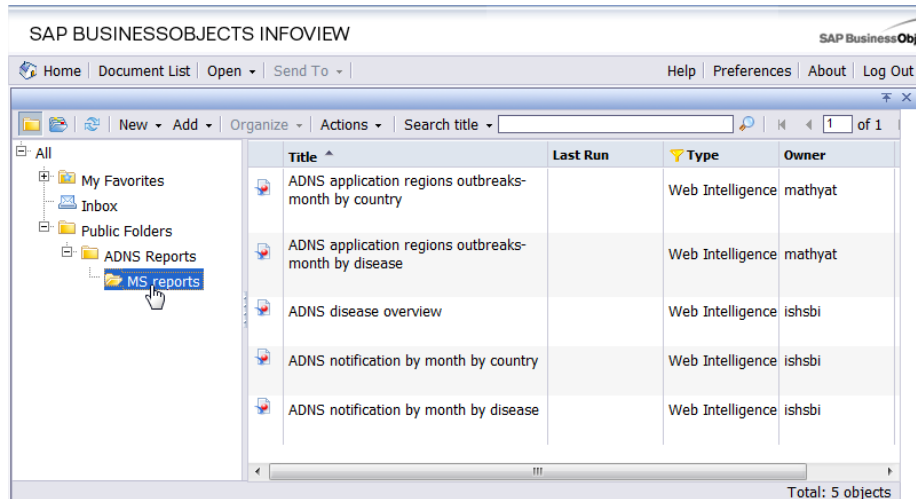 SAP BUSINESSOBJECTS INFOVIEW
SAP BusinessObj
Home | Document List | Open | Send To |
Help | Preferences | About | Log Out
New Add Organize Actions Search title 1 of 1
All
My Favorites
Inbox
Public Folders
ADNS Reports
MS reports
Title Last Run Type Owner
ADNS application regions outbreaks-
month by country
Web Intelligence mathyat
ADNS application regions outbreaks-
month by disease
Web Intelligence mathyat
ADNS disease overview Web Intelligence ishsbi
ADNS notification by month by country Web Intelligence ishsbi
ADNS notification by month by disease Web Intelligence ishsbi
Total: 5 objects